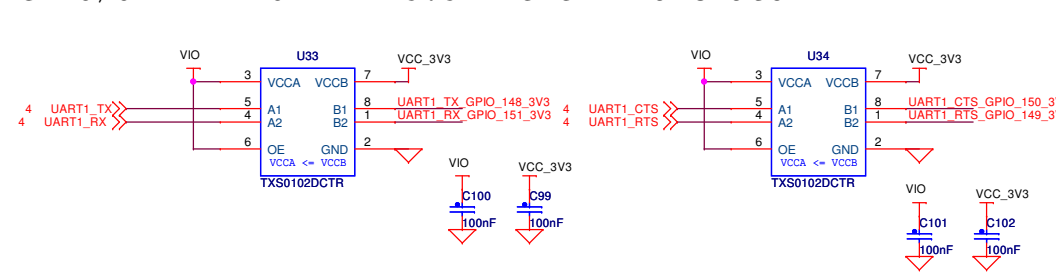 VIO
U33
VCC_3V3
3 VCCA VCCB 7
4 UART1_TX 5 A1 B1 8 UART1_TX_GPIO_148_3V3
4 UART1_RX 4 A2 B2 1 UART1_RX_GPIO_151_3V3
6 OE GND 2
VCCA <= VCCB
TXS0102DCTR
VIO
C100
100nF
VCC_3V3
C99
100nF
VIO
U34
VCC_3V3
3 VCCA VCCB 7
4 UART1_CTS 5 A1 B1 8 UART1_CTS_GPIO_150_3
4 UART1_RTS 4 A2 B2 1 UART1_RTS_GPIO_149_3
6 OE GND 2
VCCA <= VCCB
TXS0102DCTR
VIO
C101
100nF
VCC_3V3
C102
100nF